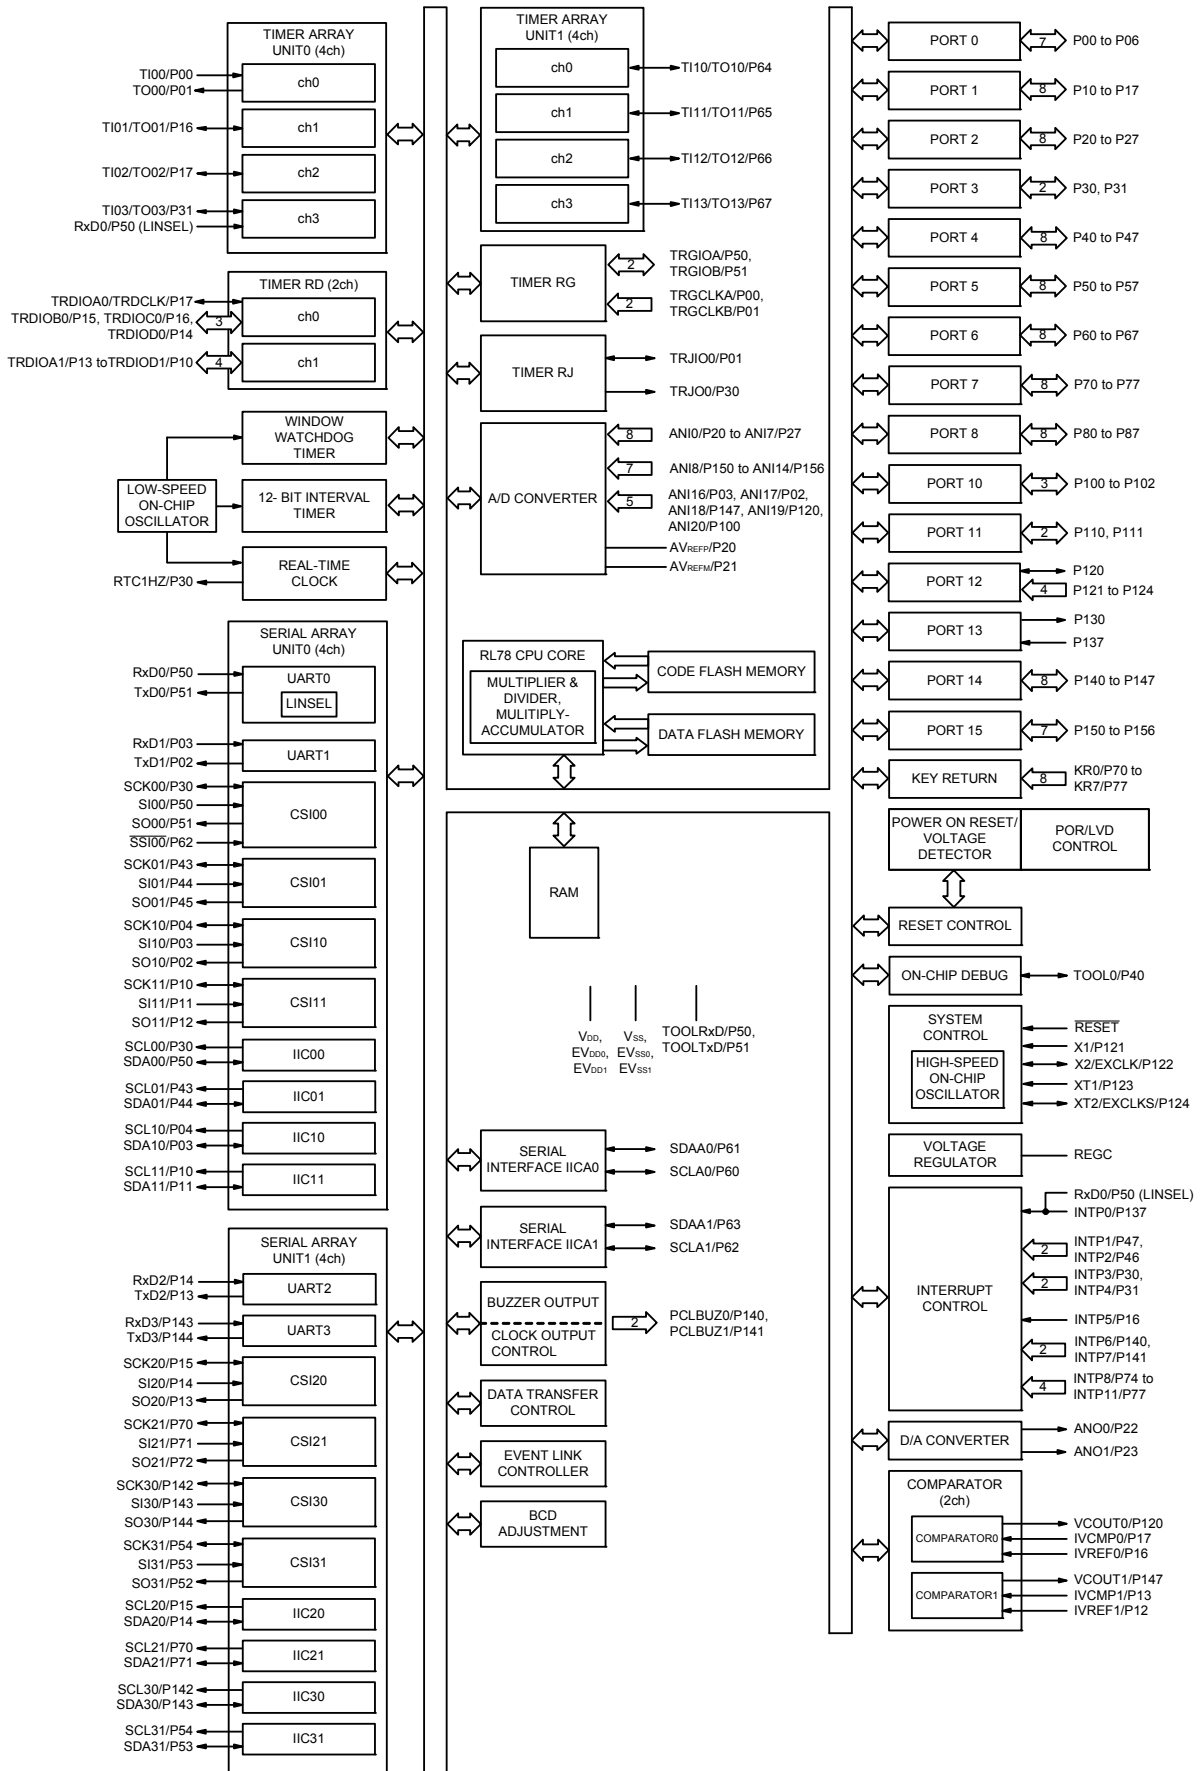 TIMER ARRAY
UNIT0 (4ch)
TI00/P00
TO00/P01
ch0
TI01/TO01/P16
ch1
TI02/TO02/P17
ch2
TI03/TO03/P31
RxD0/P50 (LINSEL)
ch3
TIMER RD (2ch)
TRDIOA0/TRDCLK/P17
TRDIOB0/P15, TRDIOC0/P16,
TRDIOD0/P14
3
ch0
TRDIOA1/P13 toTRDIOD1/P10
4
ch1
WINDOW
WATCHDOG
TIMER
LOW-SPEED
ON-CHIP
OSCILLATOR
12- BIT INTERVAL
TIMER
RTC1HZ/P30
REAL-TIME
CLOCK
SERIAL ARRAY
UNIT0 (4ch)
RxD0/P50
TxD0/P51
UART0
LINSEL
RxD1/P03
TxD1/P02
UART1
SCK00/P30
SI00/P50
SO00/P51
SSI00/P62
CSI00
SCK01/P43
SI01/P44
SO01/P45
CSI01
SCK10/P04
SI10/P03
SO10/P02
CSI10
SCK11/P10
SI11/P11
SO11/P12
CSI11
SCL00/P30
SDA00/P50
IIC00
SCL01/P43
SDA01/P44
IIC01
SCL10/P04
SDA10/P03
IIC10
SCL11/P10
SDA11/P11
IIC11
SERIAL ARRAY
UNIT1 (4ch)
RxD2/P14
TxD2/P13
UART2
RxD3/P143
TxD3/P144
UART3
SCK20/P15
SI20/P14
SO20/P13
CSI20
SCK21/P70
SI21/P71
SO21/P72
CSI21
SCK30/P142
SI30/P143
SO30/P144
CSI30
SCK31/P54
SI31/P53
SO31/P52
CSI31
SCL20/P15
SDA20/P14
IIC20
SCL21/P70
SDA21/P71
IIC21
SCL30/P142
SDA30/P143
IIC30
SCL31/P54
SDA31/P53
IIC31
TIMER ARRAY
UNIT1 (4ch)
ch0
TI10/TO10/P64
ch1
TI11/TO11/P65
ch2
TI12/TO12/P66
ch3
TI13/TO13/P67
TIMER RG
2
TRGIOA/P50,
TRGIOB/P51
2
TRGCLKA/P00,
TRGCLKB/P01
TIMER RJ
TRJIO0/P01
TRJO0/P30
A/D CONVERTER
8
ANI0/P20 to ANI7/P27
7
ANI8/P150 to ANI14/P156
5
ANI16/P03, ANI17/P02,
ANI18/P147, ANI19/P120,
ANI20/P100
AVREFP/P20
AVREFM/P21
RL78 CPU CORE
MULTIPLIER &
DIVIDER,
MULITIPLY-
ACCUMULATOR
CODE FLASH MEMORY
DATA FLASH MEMORY
RAM
VDD,
EVDD0,
EVDD1
VSS,
EVSS0,
EVSS1
TOOLRxD/P50,
TOOLTxD/P51
SERIAL
INTERFACE IICA0
SDAA0/P61
SCLA0/P60
SERIAL
INTERFACE IICA1
SDAA1/P63
SCLA1/P62
BUZZER OUTPUT
CLOCK OUTPUT
CONTROL
2
PCLBUZ0/P140,
PCLBUZ1/P141
DATA TRANSFER
CONTROL
EVENT LINK
CONTROLLER
BCD
ADJUSTMENT
PORT 0
7
P00 to P06
PORT 1
8
P10 to P17
PORT 2
8
P20 to P27
PORT 3
2
P30, P31
PORT 4
8
P40 to P47
PORT 5
8
P50 to P57
PORT 6
8
P60 to P67
PORT 7
8
P70 to P77
PORT 8
8
P80 to P87
PORT 10
3
P100 to P102
PORT 11
2
P110, P111
PORT 12
P120
4
P121 to P124
PORT 13
P130
P137
PORT 14
8
P140 to P147
PORT 15
7
P150 to P156
KEY RETURN
8
KR0/P70 to
KR7/P77
POWER ON RESET/
VOLTAGE
DETECTOR
POR/LVD
CONTROL
RESET CONTROL
ON-CHIP DEBUG
TOOL0/P40
SYSTEM
CONTROL
HIGH-SPEED
ON-CHIP
OSCILLATOR
RESET
X1/P121
X2/EXCLK/P122
XT1/P123
XT2/EXCLKS/P124
VOLTAGE
REGULATOR
REGC
INTERRUPT
CONTROL
RxD0/P50 (LINSEL)
INTP0/P137
2
INTP1/P47,
INTP2/P46
2
INTP3/P30,
INTP4/P31
INTP5/P16
2
INTP6/P140,
INTP7/P141
4
INTP8/P74 to
INTP11/P77
D/A CONVERTER
ANO0/P22
ANO1/P23
COMPARATOR
(2ch)
COMPARATOR0
VCOUT0/P120
IVCMP0/P17
IVREF0/P16
COMPARATOR1
VCOUT1/P147
IVCMP1/P13
IVREF1/P12